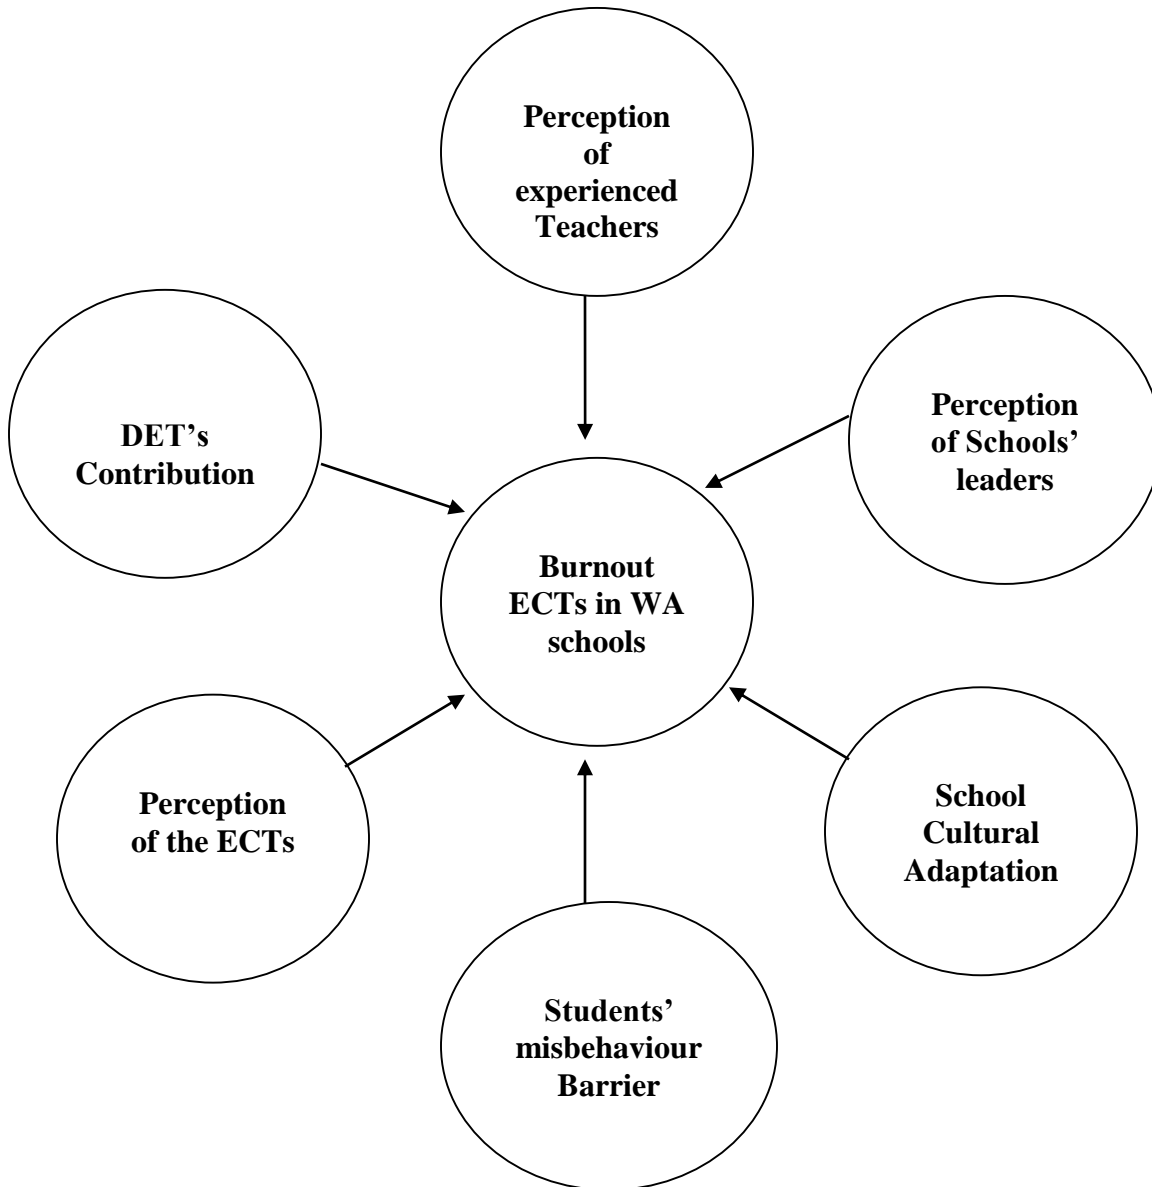 Perception
of
experienced
Teachers
DET’s
Contribution
Perception
of Schools’
leaders
Burnout
ECTs in WA
schools
Perception
of the ECTs
School
Cultural
Adaptation
Students’
misbehaviour
Barrier